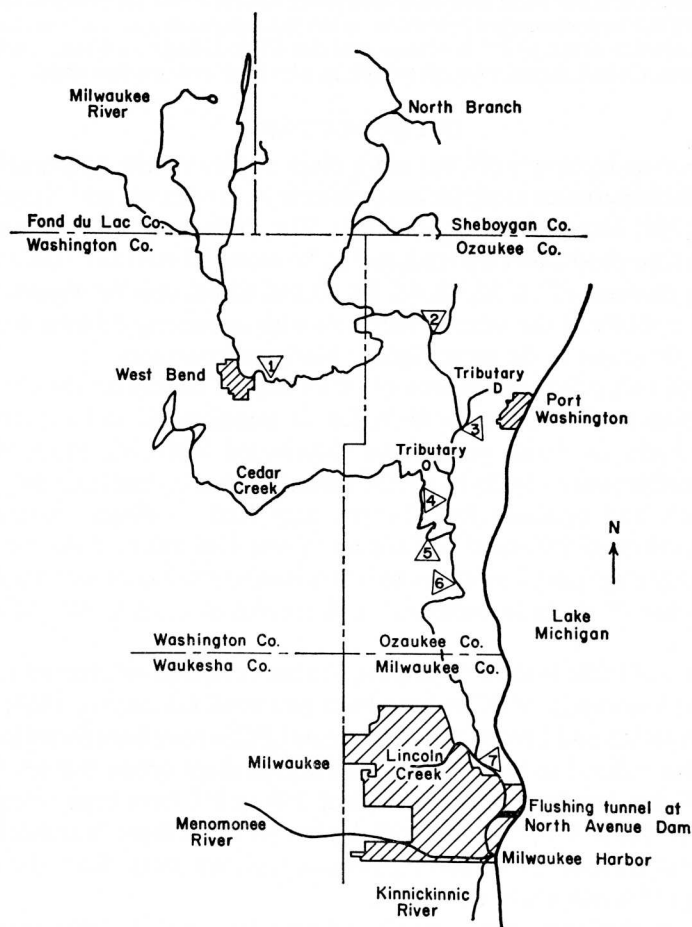 Milwaukee
River
North Branch
Fond du Lac Co.
Washington Co.
Sheboygan Co.
Ozaukee Co.
2
West Bend
1
Tributary
D
Port
Washington
3
Tributary
O
Cedar
Creek
4
5
6
N
Lake
Michigan
Washington Co.
Waukesha Co.
Ozaukee Co.
Milwaukee Co.
Milwaukee
Lincoln
Creek
7
Flushing tunnel at
North Avenue Dam
Menomonee
River
Milwaukee Harbor
Kinnickinnic
River